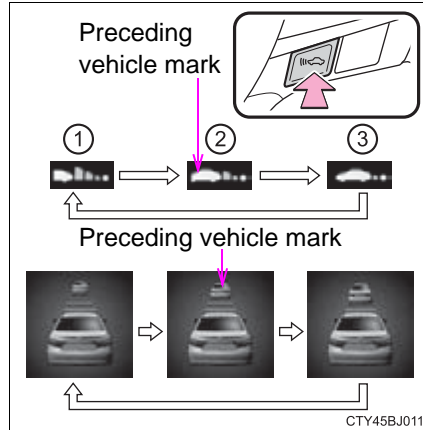 Preceding
vehicle mark
1 2 3
Preceding vehicle mark
CTY45BJ011